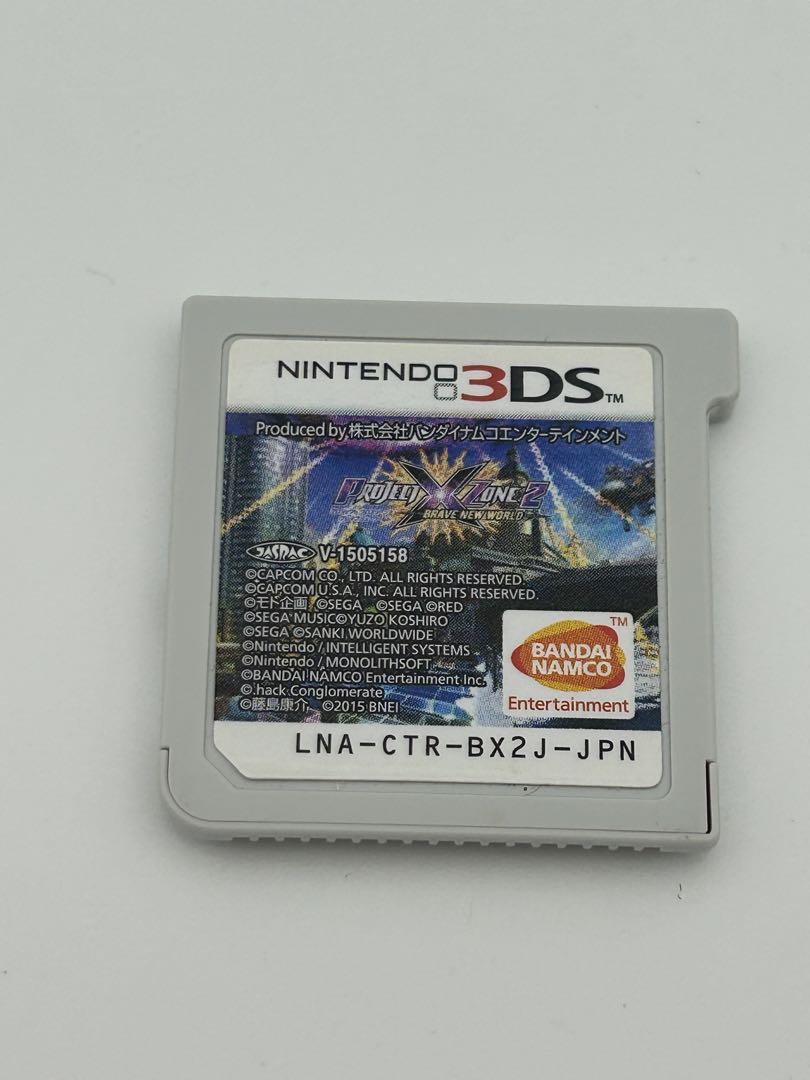 NINTENDO 3DS™
Produced by 株式会社バンダイナムコエンターテインメント
PROJECT X ZONE 2
BRAVE NEW WORLD
JASRAC V-1505158
©CAPCOM CO., LTD. ALL RIGHTS RESERVED.
©CAPCOM U.S.A., INC. ALL RIGHTS RESERVED.
©モト企画 ©SEGA ©SEGA ©RED
©SEGA MUSIC©YUZO KOSHIRO
©SEGA ©SANKI WORLDWIDE
©Nintendo / INTELLIGENT SYSTEMS
©Nintendo / MONOLITHSOFT
©BANDAI NAMCO Entertainment Inc.
©.hack Conglomerate
©藤島康介 ©2015 BNEI
BANDAI
NAMCO
TM
Entertainment
LNA-CTR-BX2J-JPN